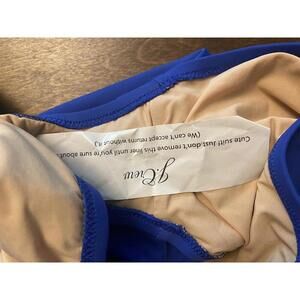 Cute suit! Just don't remove this liner until you're sure about
(We can't accept returns without it.)
J.Crew